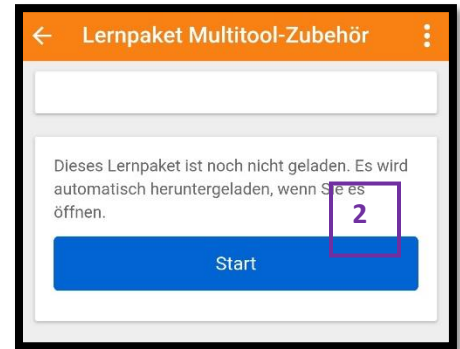 Lernpaket Multitool-Zubehör
Dieses Lernpaket ist noch nicht geladen. Es wird
automatisch heruntergeladen, wenn Sie es
öffnen.
2
Start